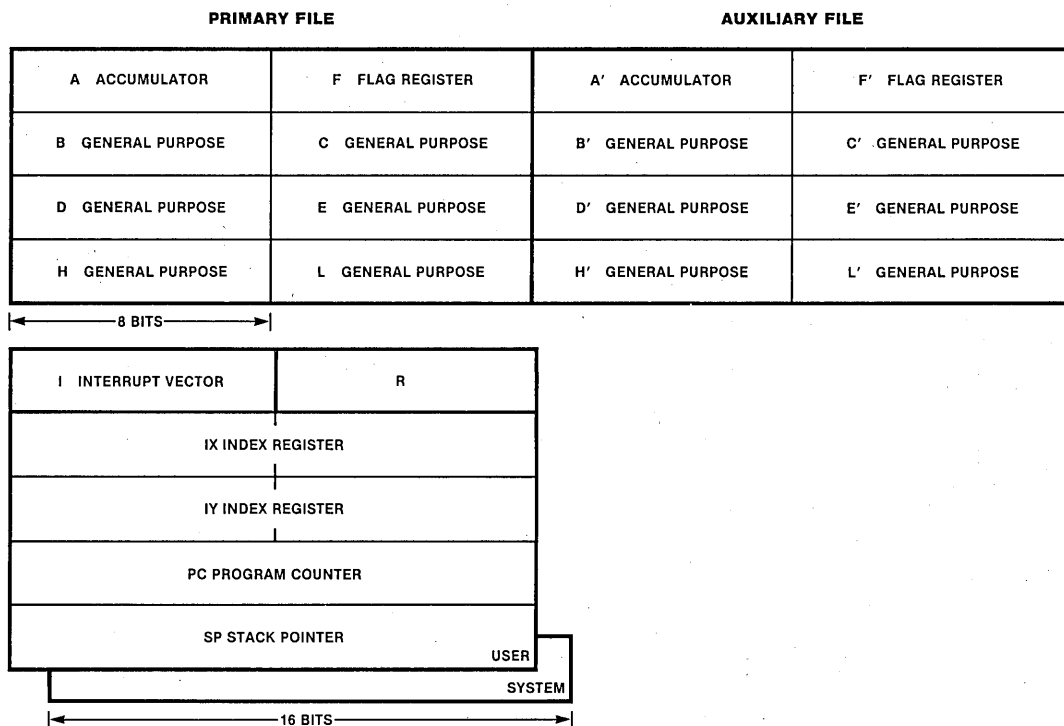 PRIMARY FILE AUXILIARY FILE
A ACCUMULATOR F FLAG REGISTER A' ACCUMULATOR F' FLAG REGISTER
B GENERAL PURPOSE C GENERAL PURPOSE B' GENERAL PURPOSE C' GENERAL PURPOSE
D GENERAL PURPOSE E GENERAL PURPOSE D' GENERAL PURPOSE E' GENERAL PURPOSE
H GENERAL PURPOSE L GENERAL PURPOSE H' GENERAL PURPOSE L' GENERAL PURPOSE
8 BITS
I INTERRUPT VECTOR R
IX INDEX REGISTER
IY INDEX REGISTER
PC PROGRAM COUNTER
SP STACK POINTER
USER
SYSTEM
16 BITS